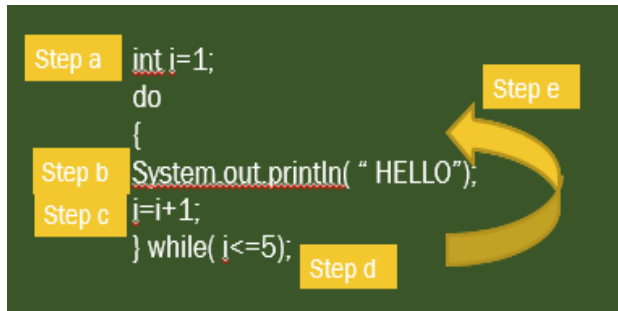 Step a int i=1;
do Step e
{
Step b System.out.println( “ HELLO”);
Step c i=i+1;
} while( i<=5); Step d